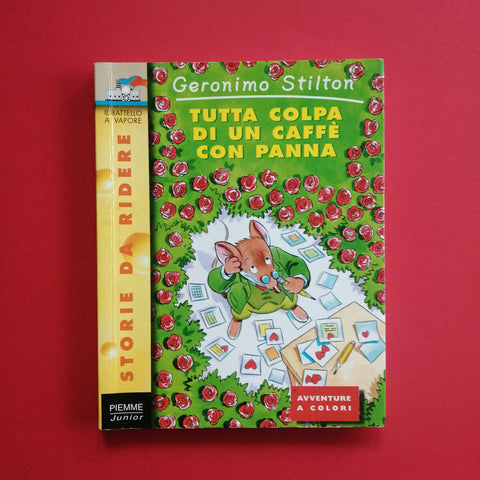 Geronimo Stilton
TUTTA COLPA
DI UN CAFFÈ
CON PANNA
IL BATTELLO
A VAPORE
STORIE DA RIDERE
AVVENTURE
A COLORI
PIEMME
Junior